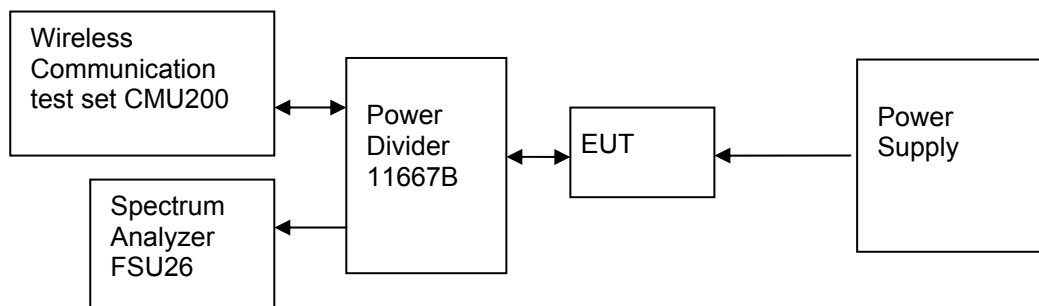 Wireless
Communication
test set CMU200
Power
Divider
11667B
EUT
Power
Supply
Spectrum
Analyzer
FSU26